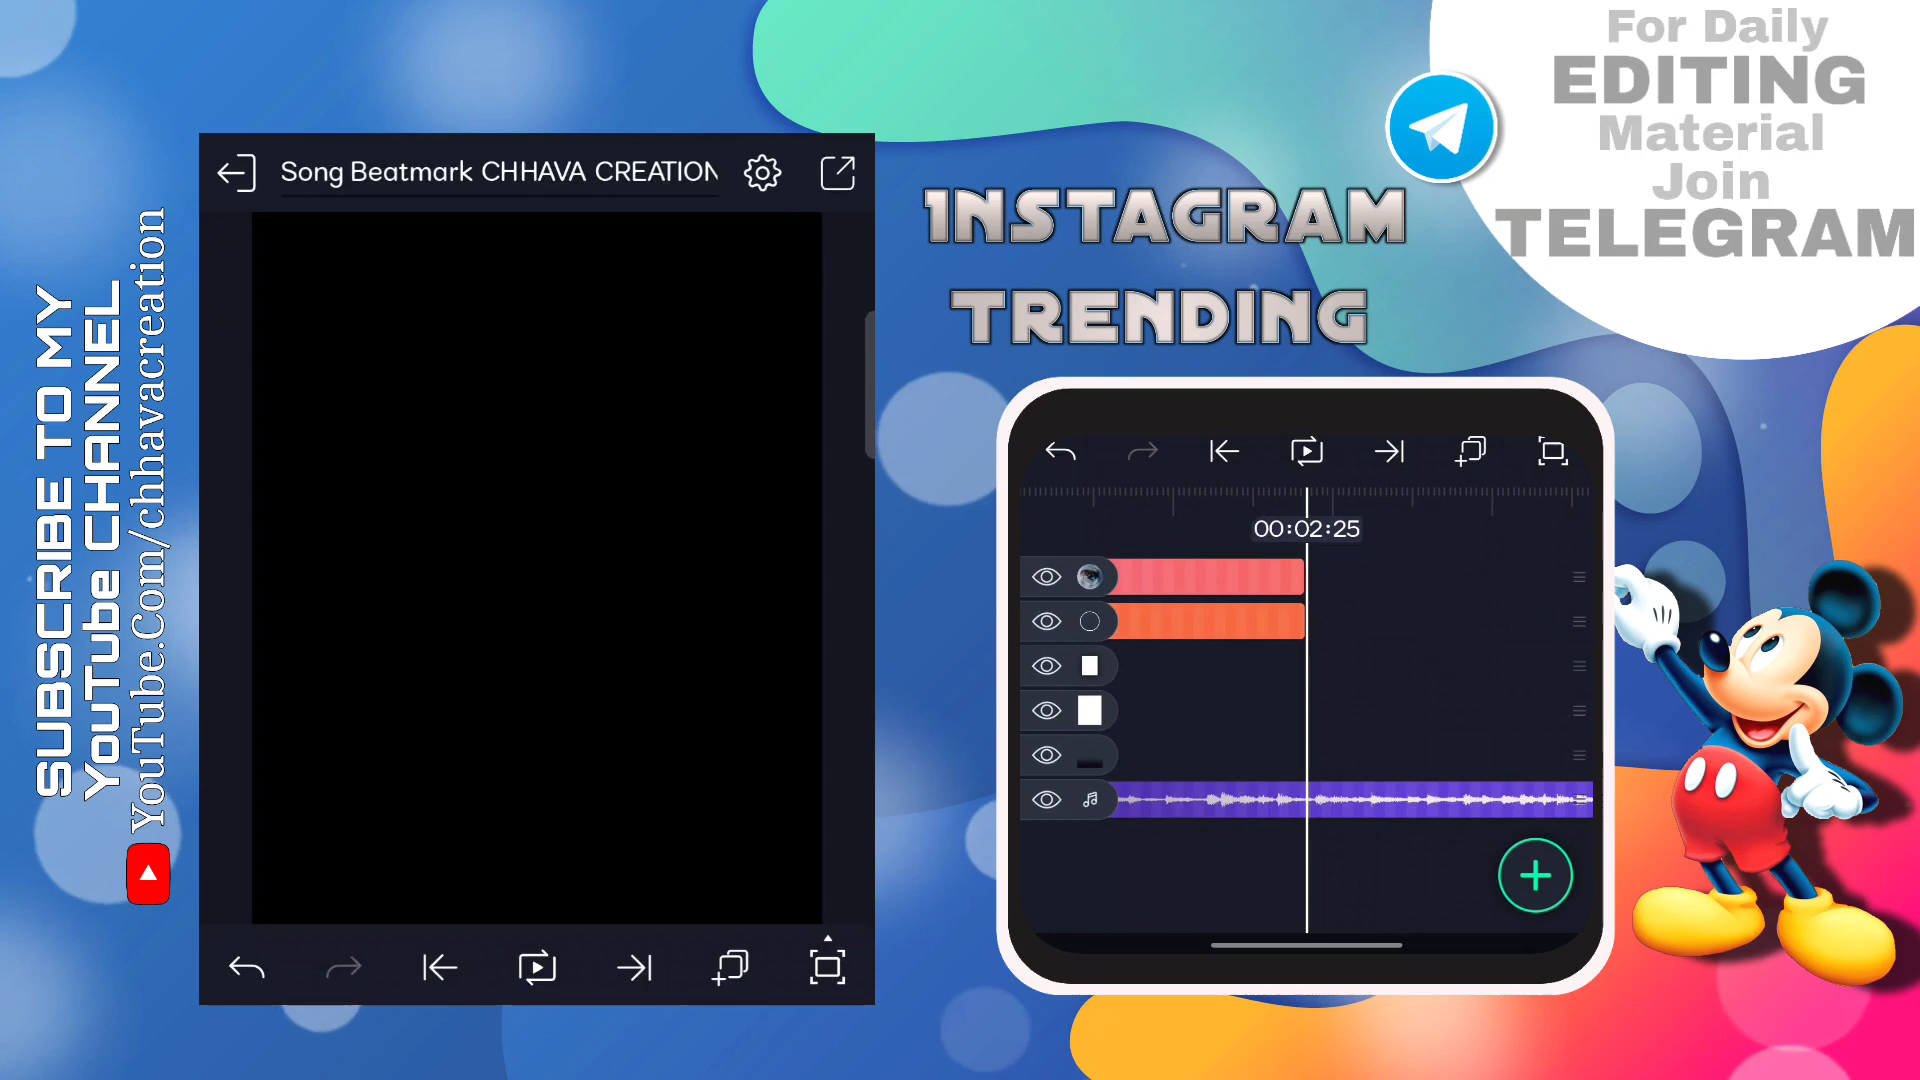 SUBSCRIBE TO MY
YouTube CHANNEL
YouTube.Com/chhavacreation
Song Beatmark CHHAVA CREATION
INSTAGRAM
TRENDING
For Daily
EDITING
Material
Join
TELEGRAM
00:02:25